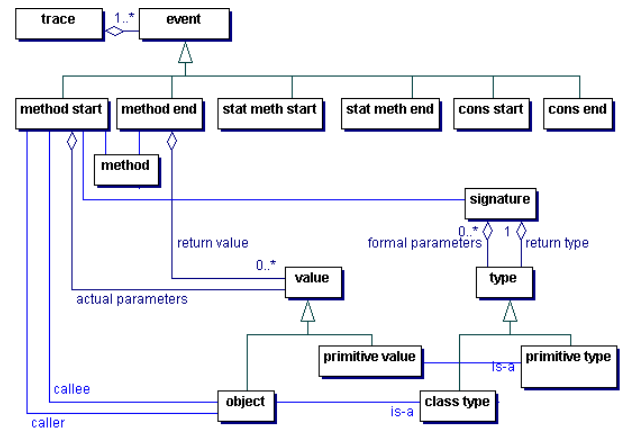 trace 1..* event
method start method end stat meth start stat meth end cons start cons end
method
signature
0..* 1
return value formal parameters return type
0..*
value type
actual parameters
primitive value primitive type
is-a
callee
object class type
is-a
caller